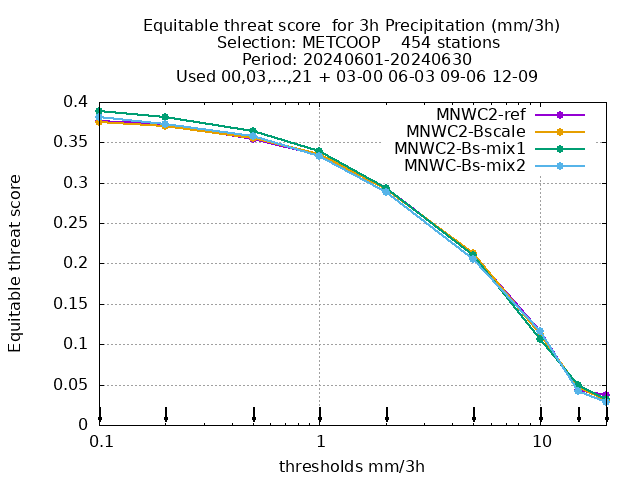 Equitable threat score  for 3h Precipitation (mm/3h)
Selection: METCOOP    454 stations
Period: 20240601-20240630
Used 00,03,...,21 + 03-00 06-03 09-06 12-09
Equitable threat score
0.4
0.35
0.3
0.25
0.2
0.15
0.1
0.05
0
MNWC2-ref
MNWC2-Bscale
MNWC2-Bs-mix1
MNWC-Bs-mix2
0.1
1
10
thresholds mm/3h